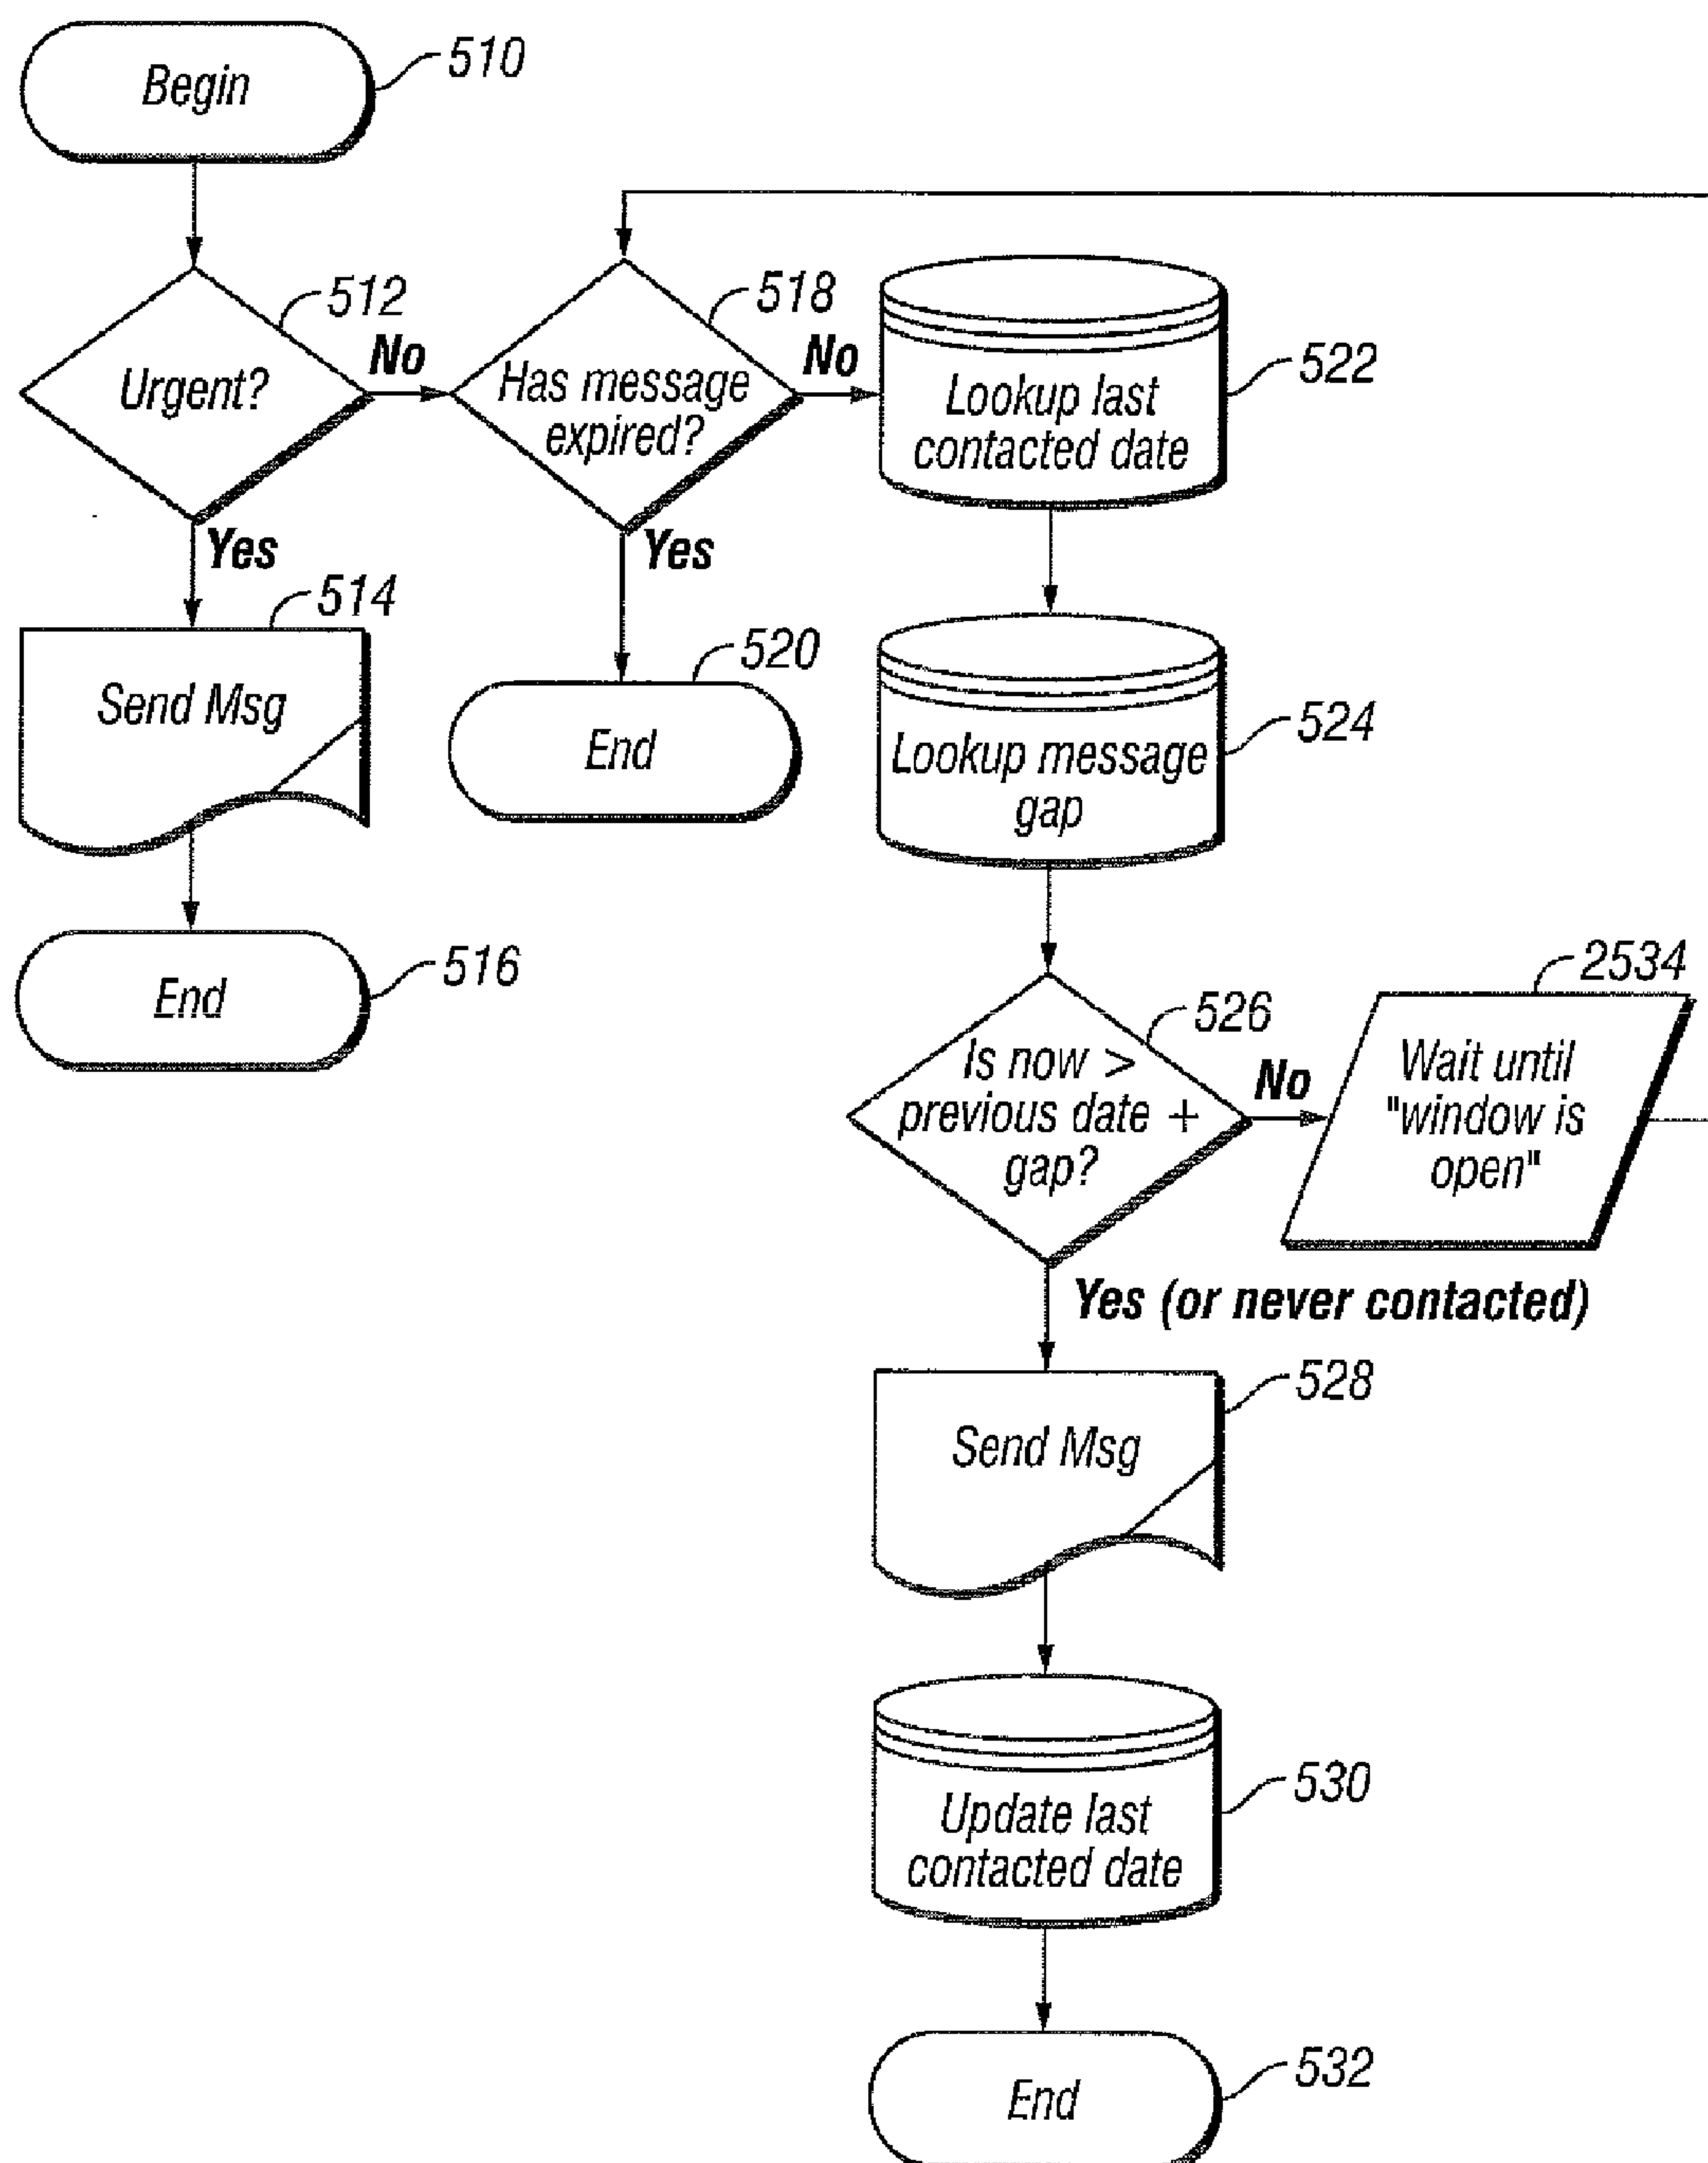 Begin
510
Urgent?
512
No
Yes
Send Msg
514
End
516
Has message
expired?
518
No
Yes
End
520
Lookup last
contacted date
522
Lookup message
gap
524
Is now >
previous date +
gap?
526
No
Wait until
"window is
open"
2534
Yes (or never contacted)
Send Msg
528
Update last
contacted date
530
End
532